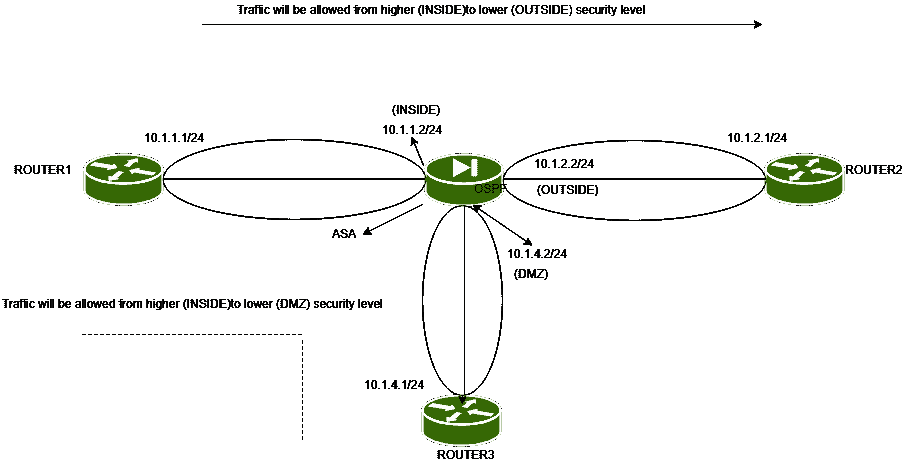 Traffic will be allowed from higher (INSIDE)to lower (OUTSIDE) security level
(INSIDE)
10.1.1.1/24
10.1.1.2/24
10.1.2.1/24
ROUTER1
10.1.2.2/24
ROUTER2
OSPF
(OUTSIDE)
ASA
10.1.4.2/24
(DMZ)
Traffic will be allowed from higher (INSIDE)to lower (DMZ) security level
10.1.4.1/24
ROUTER3